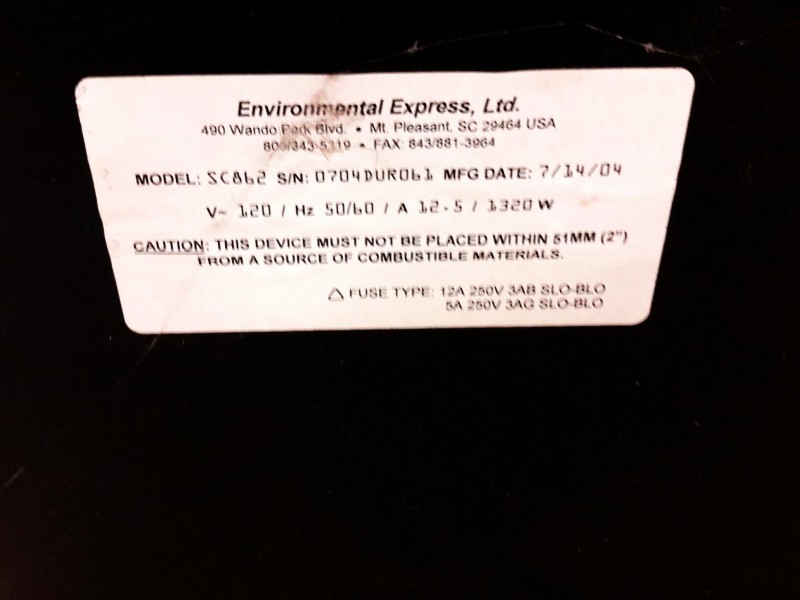 Environmental Express, Ltd.
490 Wando Park Blvd. • Mt. Pleasant, SC 29464 USA
800/343-5319 • FAX: 843/881-3964
MODEL: SC862 S/N: 0704DUR061 MFG DATE: 7/14/04
V~ 120 / Hz 50/60 / A 12.5 / 1320 W
CAUTION: THIS DEVICE MUST NOT BE PLACED WITHIN 51MM (2")
FROM A SOURCE OF COMBUSTIBLE MATERIALS.
⚠ FUSE TYPE: 12A 250V 3AB SLO-BLO
5A 250V 3AG SLO-BLO